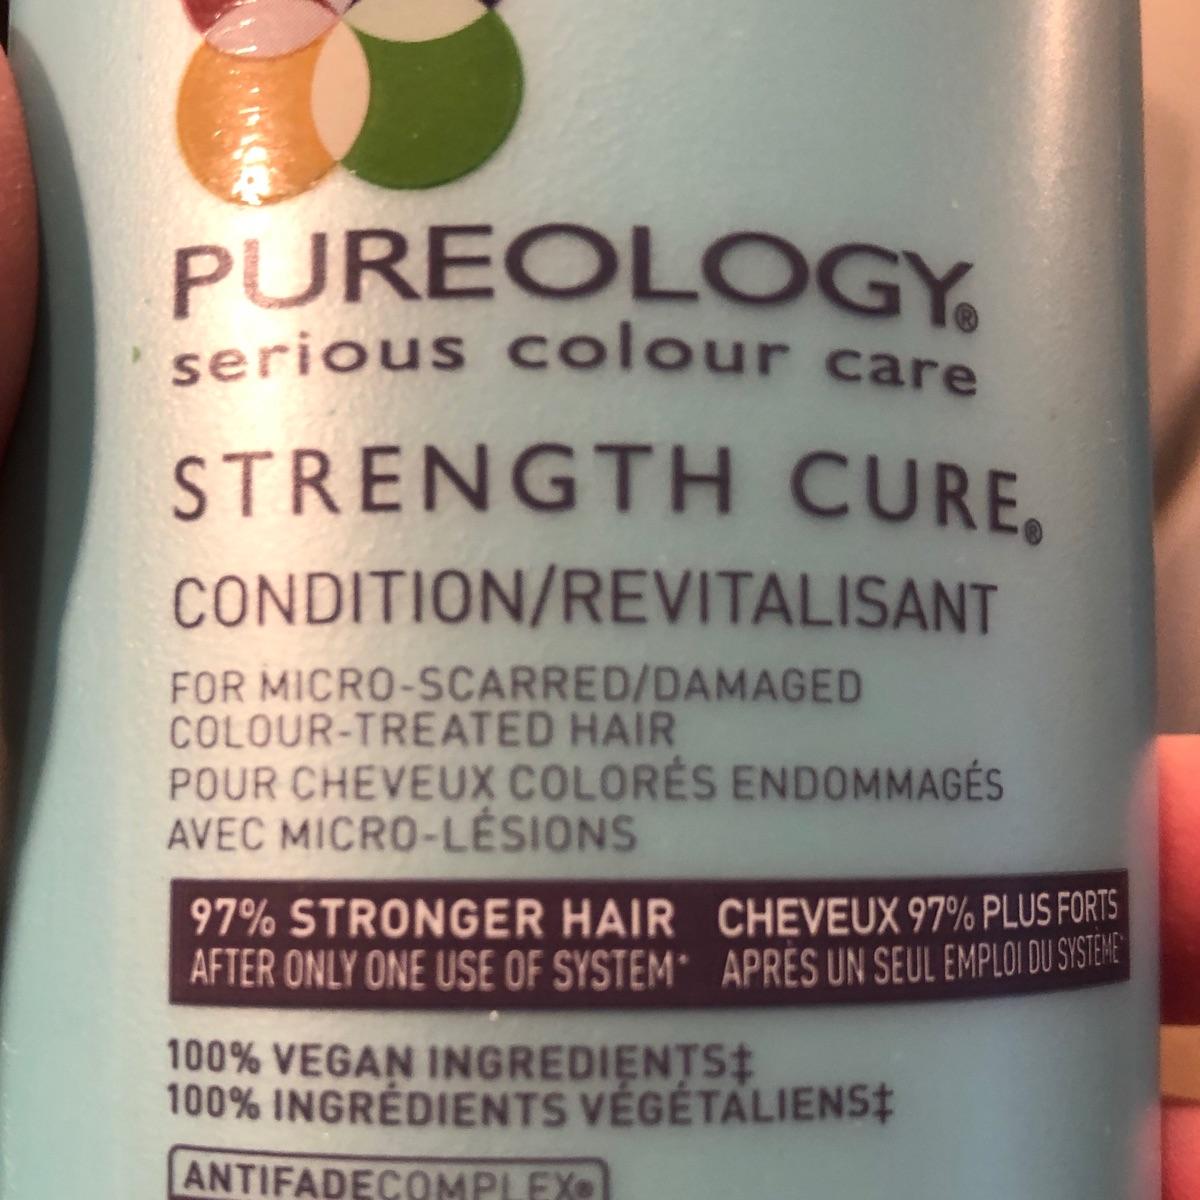 PUREOLOGY®
serious colour care
STRENGTH CURE®
CONDITION/REVITALISANT
FOR MICRO-SCARRED/DAMAGED
COLOUR-TREATED HAIR
POUR CHEVEUX COLORÉS ENDOMMAGÉS
AVEC MICRO-LÉSIONS
97% STRONGER HAIR
AFTER ONLY ONE USE OF SYSTEM*
CHEVEUX 97% PLUS FORTS
APRÈS UN SEUL EMPLOI DU SYSTÈME*
100% VEGAN INGREDIENTS‡
100% INGRÉDIENTS VÉGÉTALIENS‡
ANTIFADECOMPLEX®